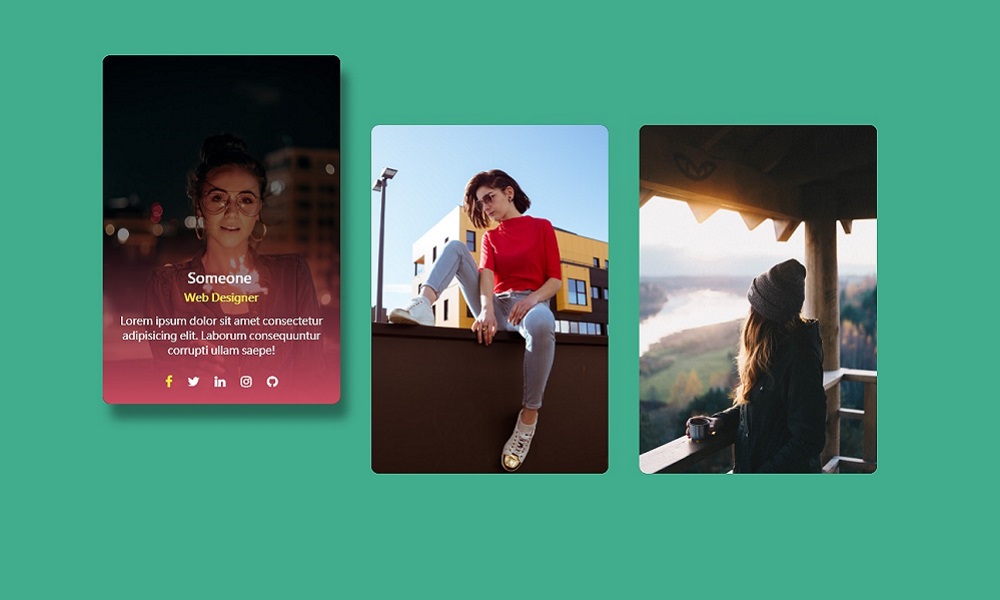 Someone
Web Designer
Lorem ipsum dolor sit amet consectetur
adipisicing elit. Laborum consequuntur
corrupti ullam saepe!